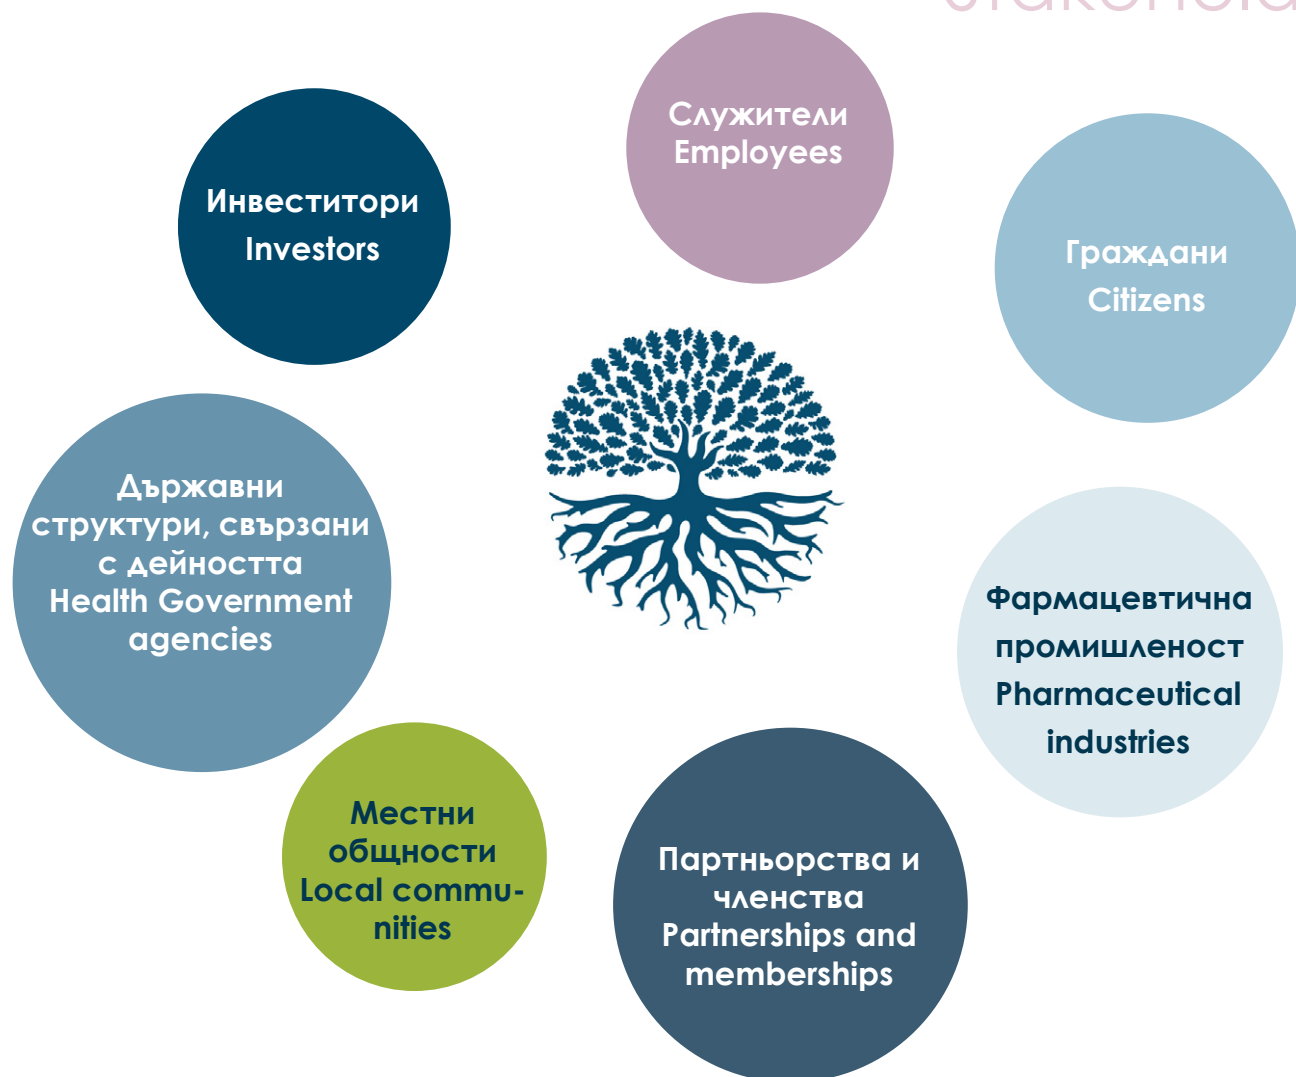 Служители
Employees
Инвеститори
Investors
Граждани
Citizens
Държавни
структури, свързани
с дейността
Health Government
agencies
Фармацевтична
промишленост
Pharmaceutical
industries
Местни
общности
Local commu-
nities
Партньорства и
членства
Partnerships and
memberships